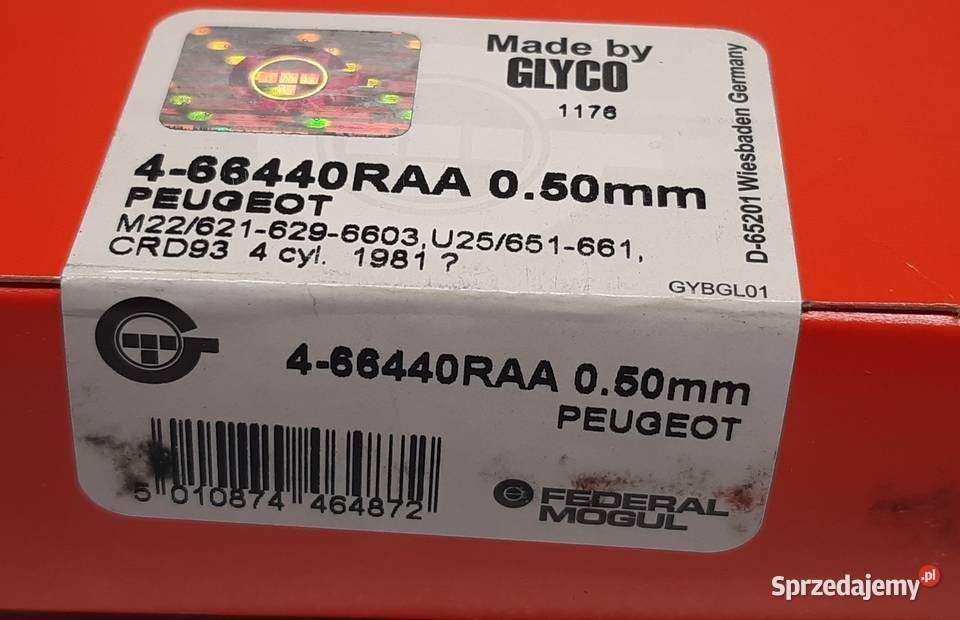 Made by
GLYCO
1176
4-66440RAA 0.50mm
PEUGEOT
M22/621-629-6603,U25/651-661,
CRD93 4 cyl. 1981 ?
D-65201 Wiesbaden Germany
GYBGL01
4-66440RAA 0.50mm
PEUGEOT
5 010874 464872
FEDERAL
MOGUL
Sprzedajemy.pl